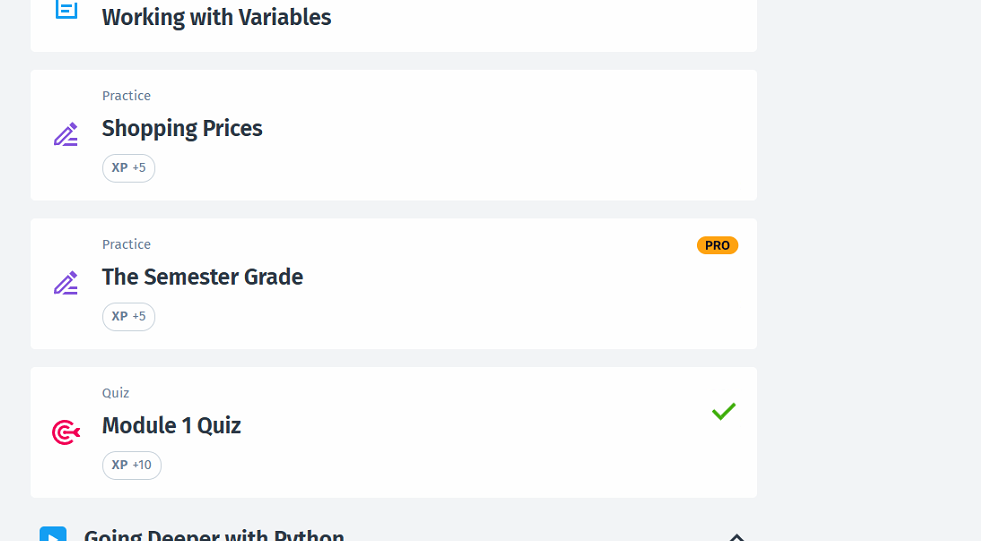 Working with Variables
Practice
Shopping Prices
XP +5
Practice
PRO
The Semester Grade
XP +5
Quiz
Module 1 Quiz
XP +10
Going Deeper with Python